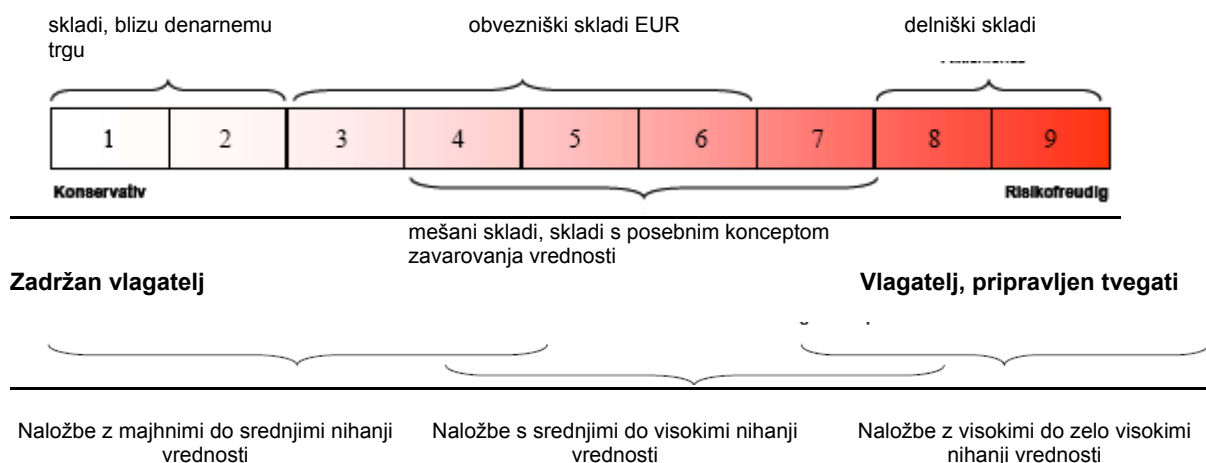 skladi, blizu denarnemu
trgu
obvezniški skladi EUR
delniški skladi
1 2 3 4 5 6 7 8 9
Konservativ
Risikofreudig
mešani skladi, skladi s posebnim konceptom
zavarovanja vrednosti
Zadržan vlagatelj
Vlagatelj, pripravljen tvegati
Naložbe z majhnimi do srednjimi nihanji
vrednosti
Naložbe s srednjimi do visokimi nihanji
vrednosti
Naložbe z visokimi do zelo visokimi
nihanji vrednosti